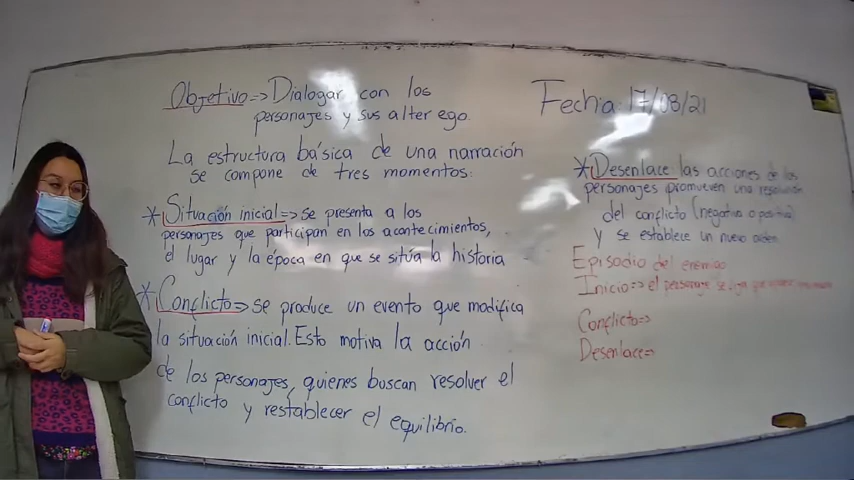 Objetivo=> Dialogar con los
personajes y sus alter ego.
La estructura básica de una narración
se compone de tres momentos:
* Situación inicial=> se presenta a los
personajes que participan en los acontecimientos,
el lugar y la época en que se sitúa la historia
* Conflicto=> se produce un evento que modifica
la situación inicial. Esto motiva la acción
de los personajes, quienes buscan resolver el
conflicto y restablecer el equilibrio.
Fecha: 17/08/21
* Desenlace las acciones de los
personajes promueven una resolución
del conflicto (negativa o positiva)
y se establece un nuevo orden
Episodio del
Inicio=> el personaje se
Conflicto=>
Desenlace=>